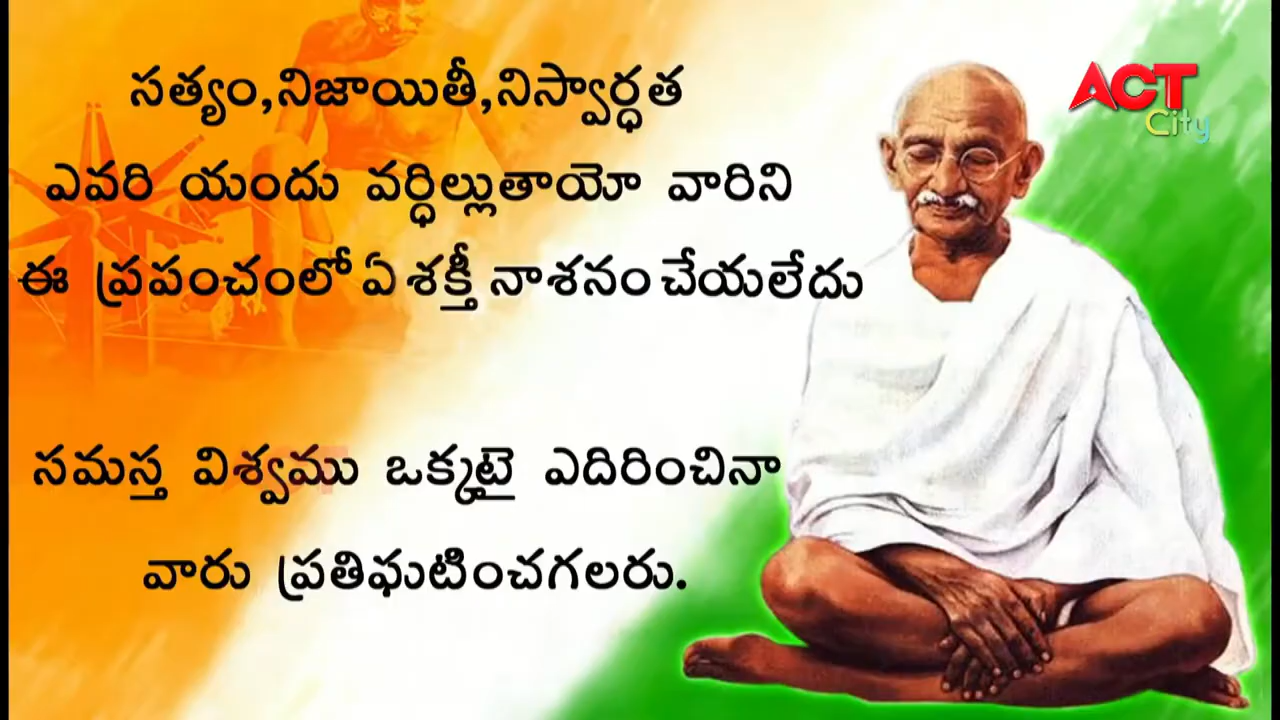 సత్యం,నిజాయితీ,నిస్వార్ధత
ఎవరి యందు వర్ధిల్లుతాయో వారిని
ఈ ప్రపంచంలో ఏ శక్తీ నాశనం చేయలేదు
సమస్త విశ్వము ఒక్కటై ఎదిరించినా
వారు ప్రతిఘటించగలరు.
ACT
City